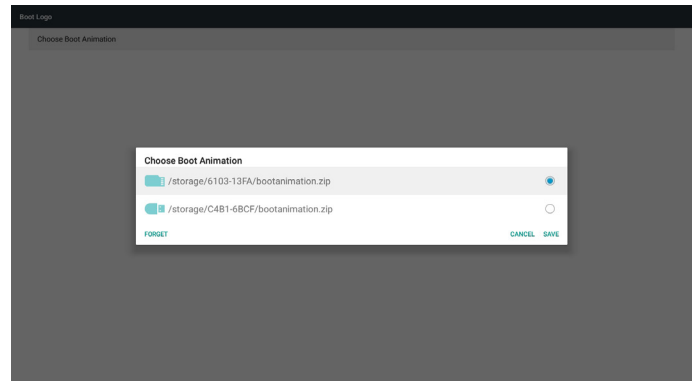 Boot Logo
Choose Boot Animation
Choose Boot Animation
/storage/6103-13FA/bootanimation.zip
/storage/C4B1-6BCF/bootanimation.zip
FORGET CANCEL SAVE